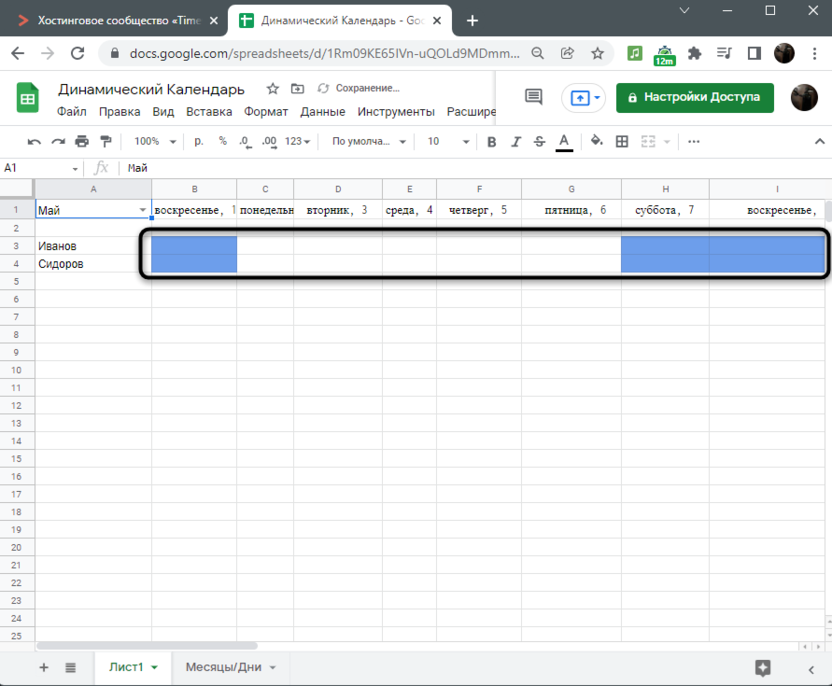 Хостинговое сообщество «Time
Динамический Календарь - Goo
docs.google.com/spreadsheets/d/1Rm09KE65IVn-uQOLd9MDmm...
12m
Динамический Календарь
Сохранение...
Файл Правка Вид Вставка Формат Данные Инструменты Расшире
Настройки Доступа
100% р. % .0 .00 123 По умолча... 10 B I S A
A1 fx Май
A B C D E F G H I
1 Май воскресенье, 1 понедельн вторник, 3 среда, 4 четверг, 5 пятница, 6 суббота, 7 воскресенье,
2
3 Иванов
4 Сидоров
5
6
7
8
9
10
11
12
13
14
15
16
17
18
19
20
21
22
23
24
25
Лист1 Месяцы/Дни